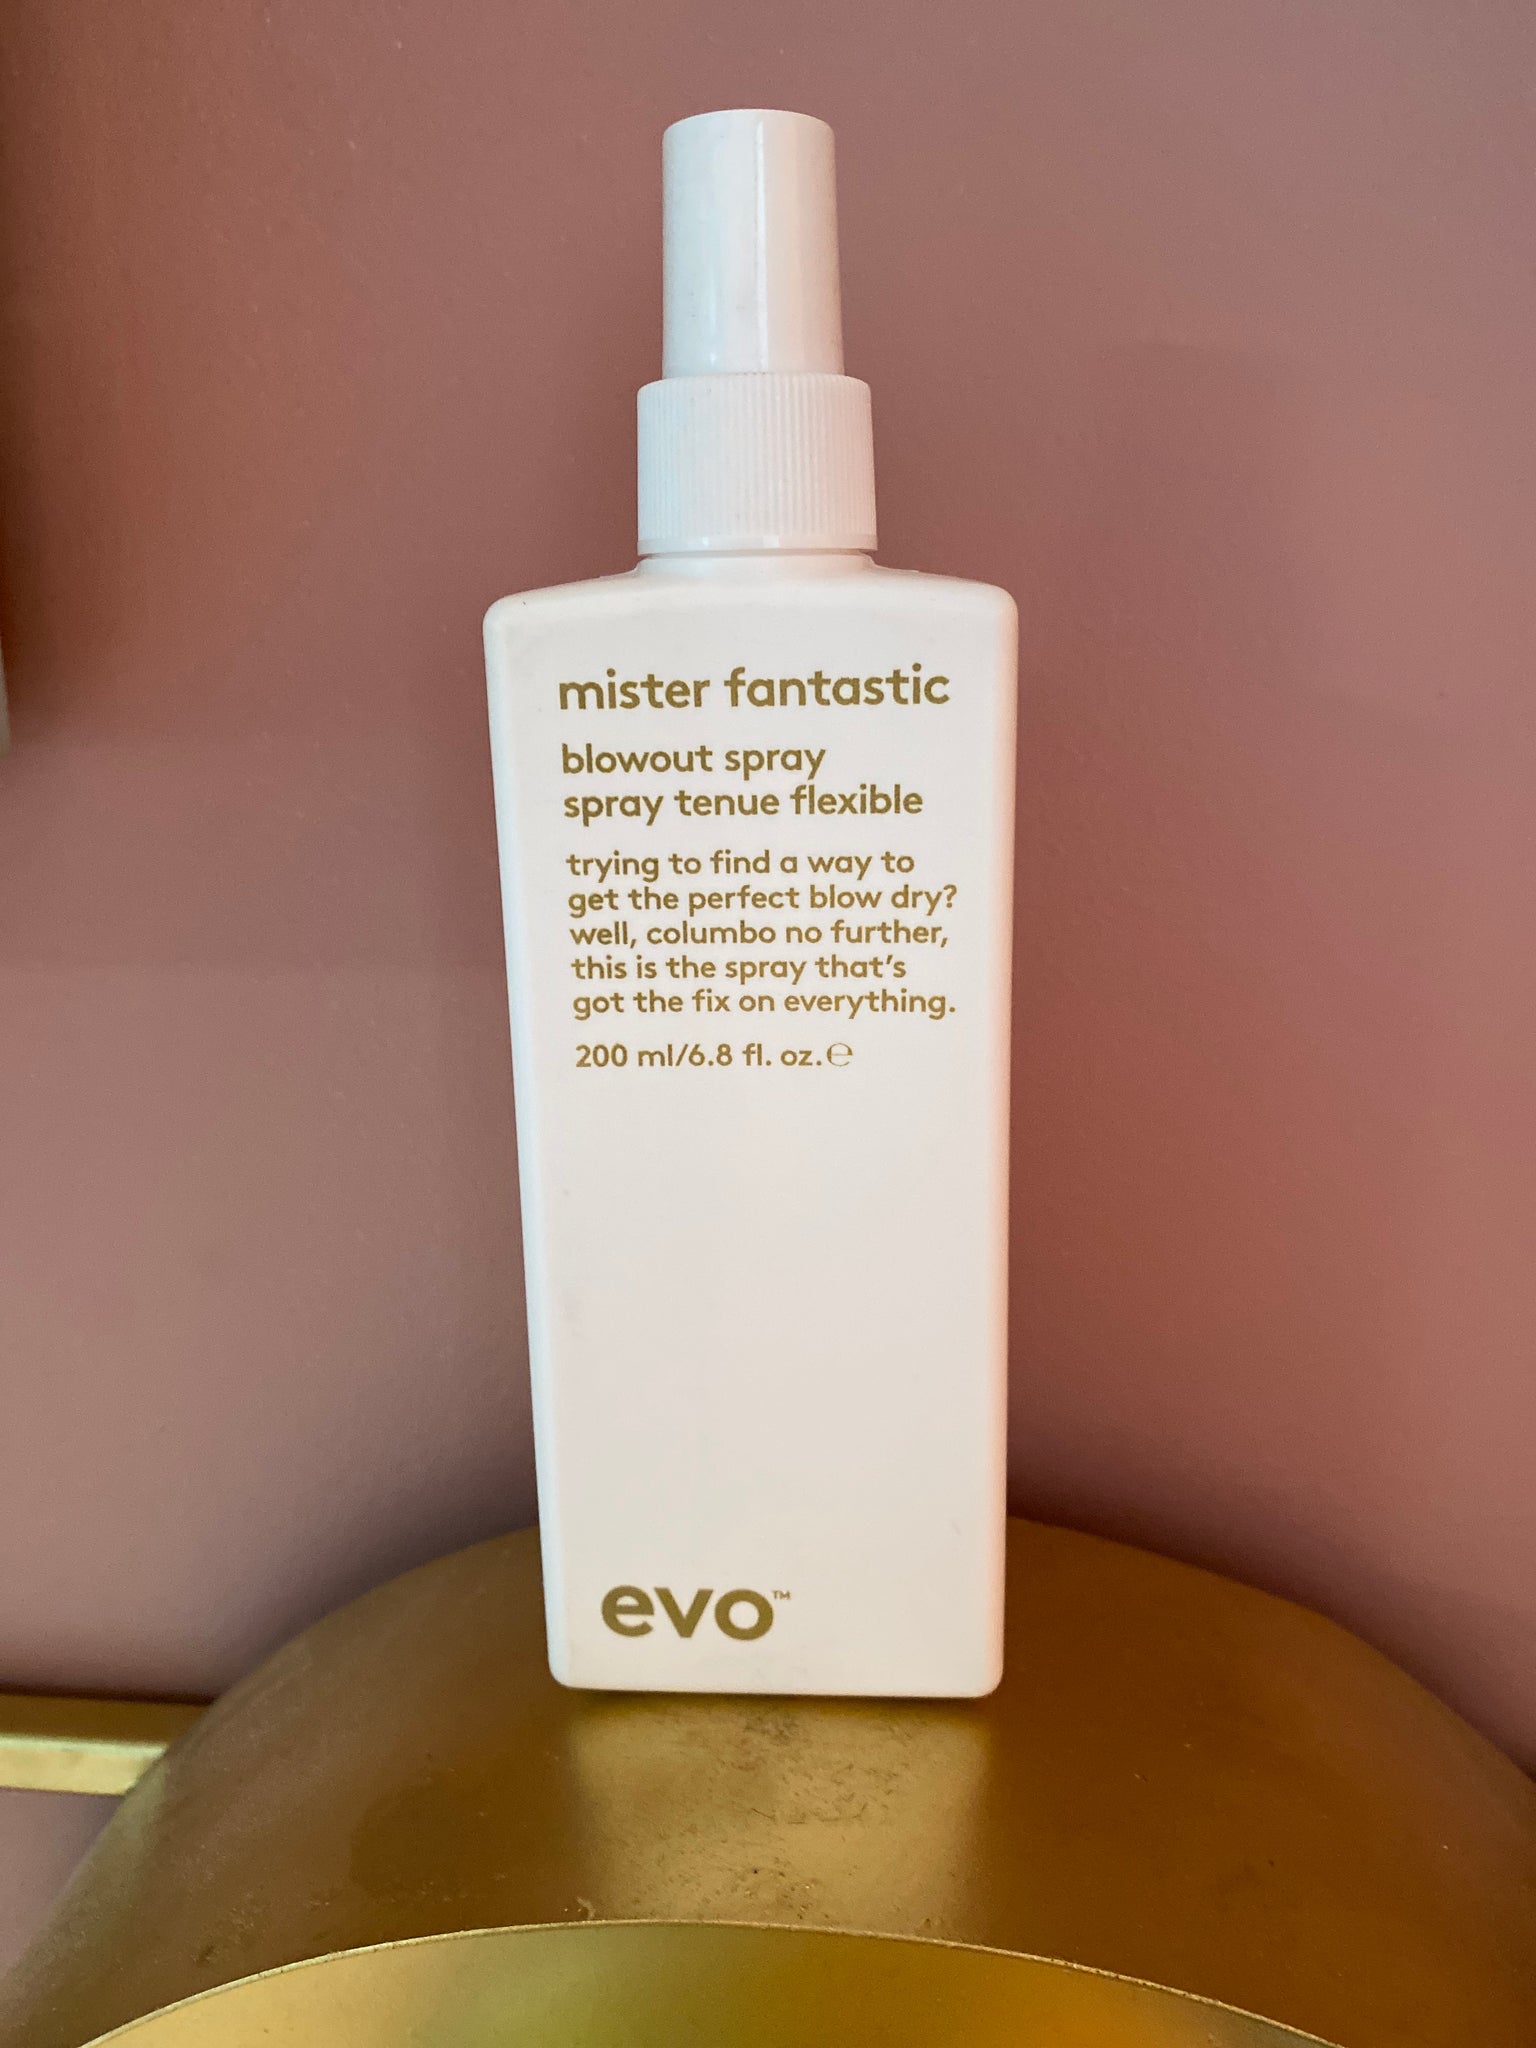 mister fantastic
blowout spray
spray tenue flexible
trying to find a way to
get the perfect blow dry?
well, columbo no further,
this is the spray that's
got the fix on everything.
200 ml/6.8 fl. oz.℮
evo™